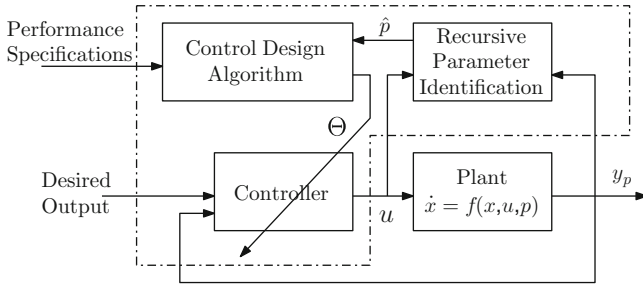 Performance
Specifications
Control Design
Algorithm
p̂
Recursive
Parameter
Identification
Θ
Desired
Output
Controller
u
Plant
ẋ = f(x,u,p)
y_p